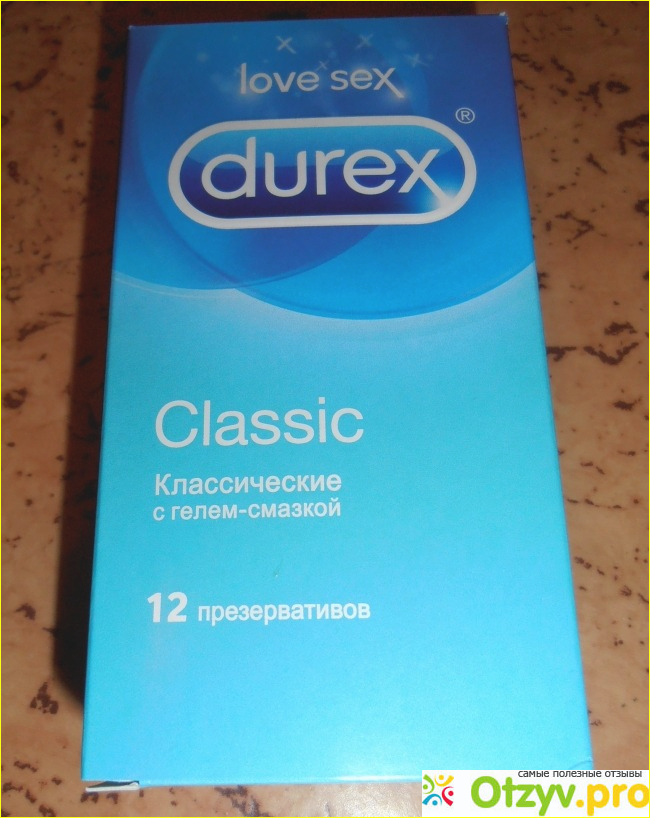 love sex
durex®
Classic
Классические
с гелем-смазкой
12 презервативов
самые полезные отзывы
Otzyv.pro